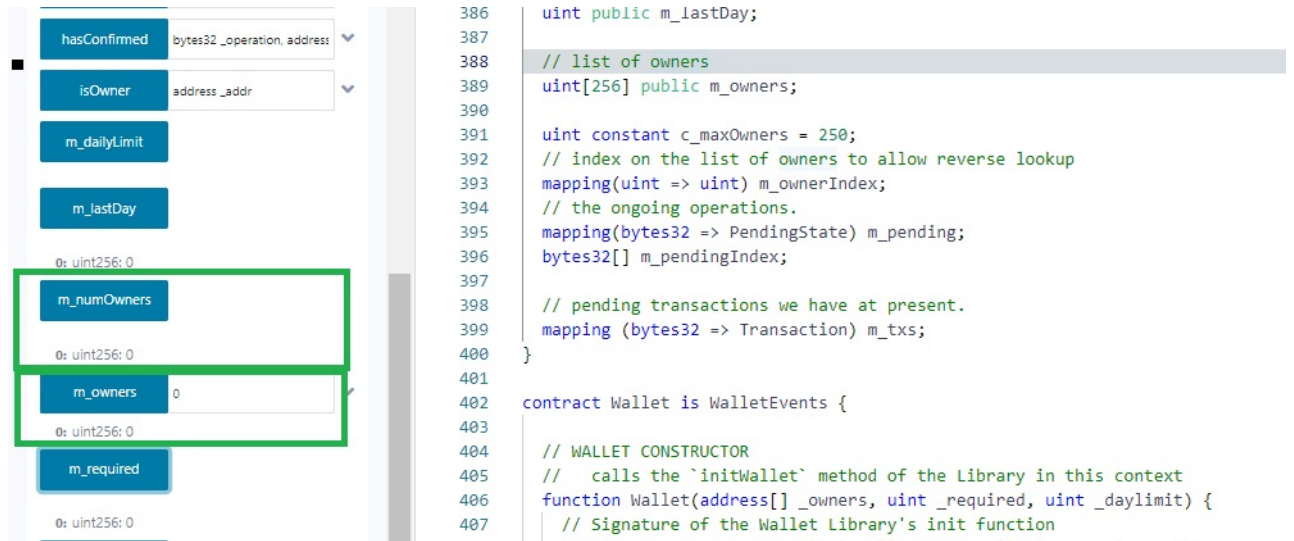 hasConfirmed bytes32 _operation, address
isOwner address _addr
m_dailyLimit
m_lastDay
0: uint256: 0
m_numOwners
0: uint256: 0
m_owners 0
0: uint256: 0
m_required
0: uint256: 0
386 uint public m_lastDay;
387
388 // list of owners
389 uint[256] public m_owners;
390
391 uint constant c_maxOwners = 250;
392 // index on the list of owners to allow reverse lookup
393 mapping(uint => uint) m_ownerIndex;
394 // the ongoing operations.
395 mapping(bytes32 => PendingState) m_pending;
396 bytes32[] m_pendingIndex;
397
398 // pending transactions we have at present.
399 mapping (bytes32 => Transaction) m_txs;
400 }
401
402 contract Wallet is WalletEvents {
403
404 // WALLET CONSTRUCTOR
405 //   calls the `initWallet` method of the Library in this context
406 function Wallet(address[] _owners, uint _required, uint _daylimit) {
407 // Signature of the Wallet Library's init function